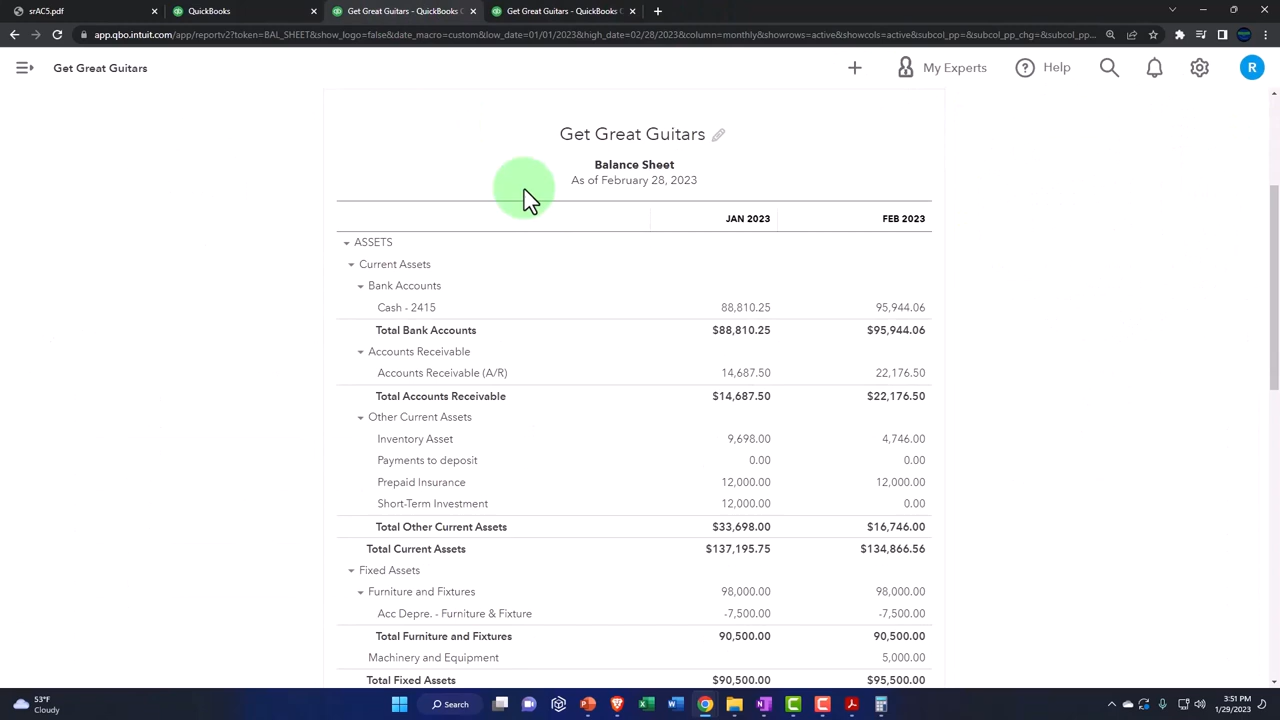 srAC5.pdf
QuickBooks
Get Great Guitars - QuickBooks C
Get Great Guitars - QuickBooks C
app.qbo.intuit.com/app/reportv2?token=BAL_SHEET&show_logo=false&date_macro=custom&low_date=01/01/2023&high_date=02/28/2023&column=monthly&showrows=active&showcols=active&subcol_pp=&subcol_pp_chg=&subcol_pp...
Get Great Guitars
My Experts
Help
R
Get Great Guitars
Balance Sheet
As of February 28, 2023
JAN 2023 FEB 2023
ASSETS
Current Assets
Bank Accounts
Cash - 2415 88,810.25 95,944.06
Total Bank Accounts $88,810.25 $95,944.06
Accounts Receivable
Accounts Receivable (A/R) 14,687.50 22,176.50
Total Accounts Receivable $14,687.50 $22,176.50
Other Current Assets
Inventory Asset 9,698.00 4,746.00
Payments to deposit 0.00 0.00
Prepaid Insurance 12,000.00 12,000.00
Short-Term Investment 12,000.00 0.00
Total Other Current Assets $33,698.00 $16,746.00
Total Current Assets $137,195.75 $134,866.56
Fixed Assets
Furniture and Fixtures 98,000.00 98,000.00
Acc Depre. - Furniture & Fixture -7,500.00 -7,500.00
Total Furniture and Fixtures 90,500.00 90,500.00
Machinery and Equipment 5,000.00
Total Fixed Assets $90,500.00 $95,500.00
53°F
Cloudy
Search
3:51 PM
1/29/2023